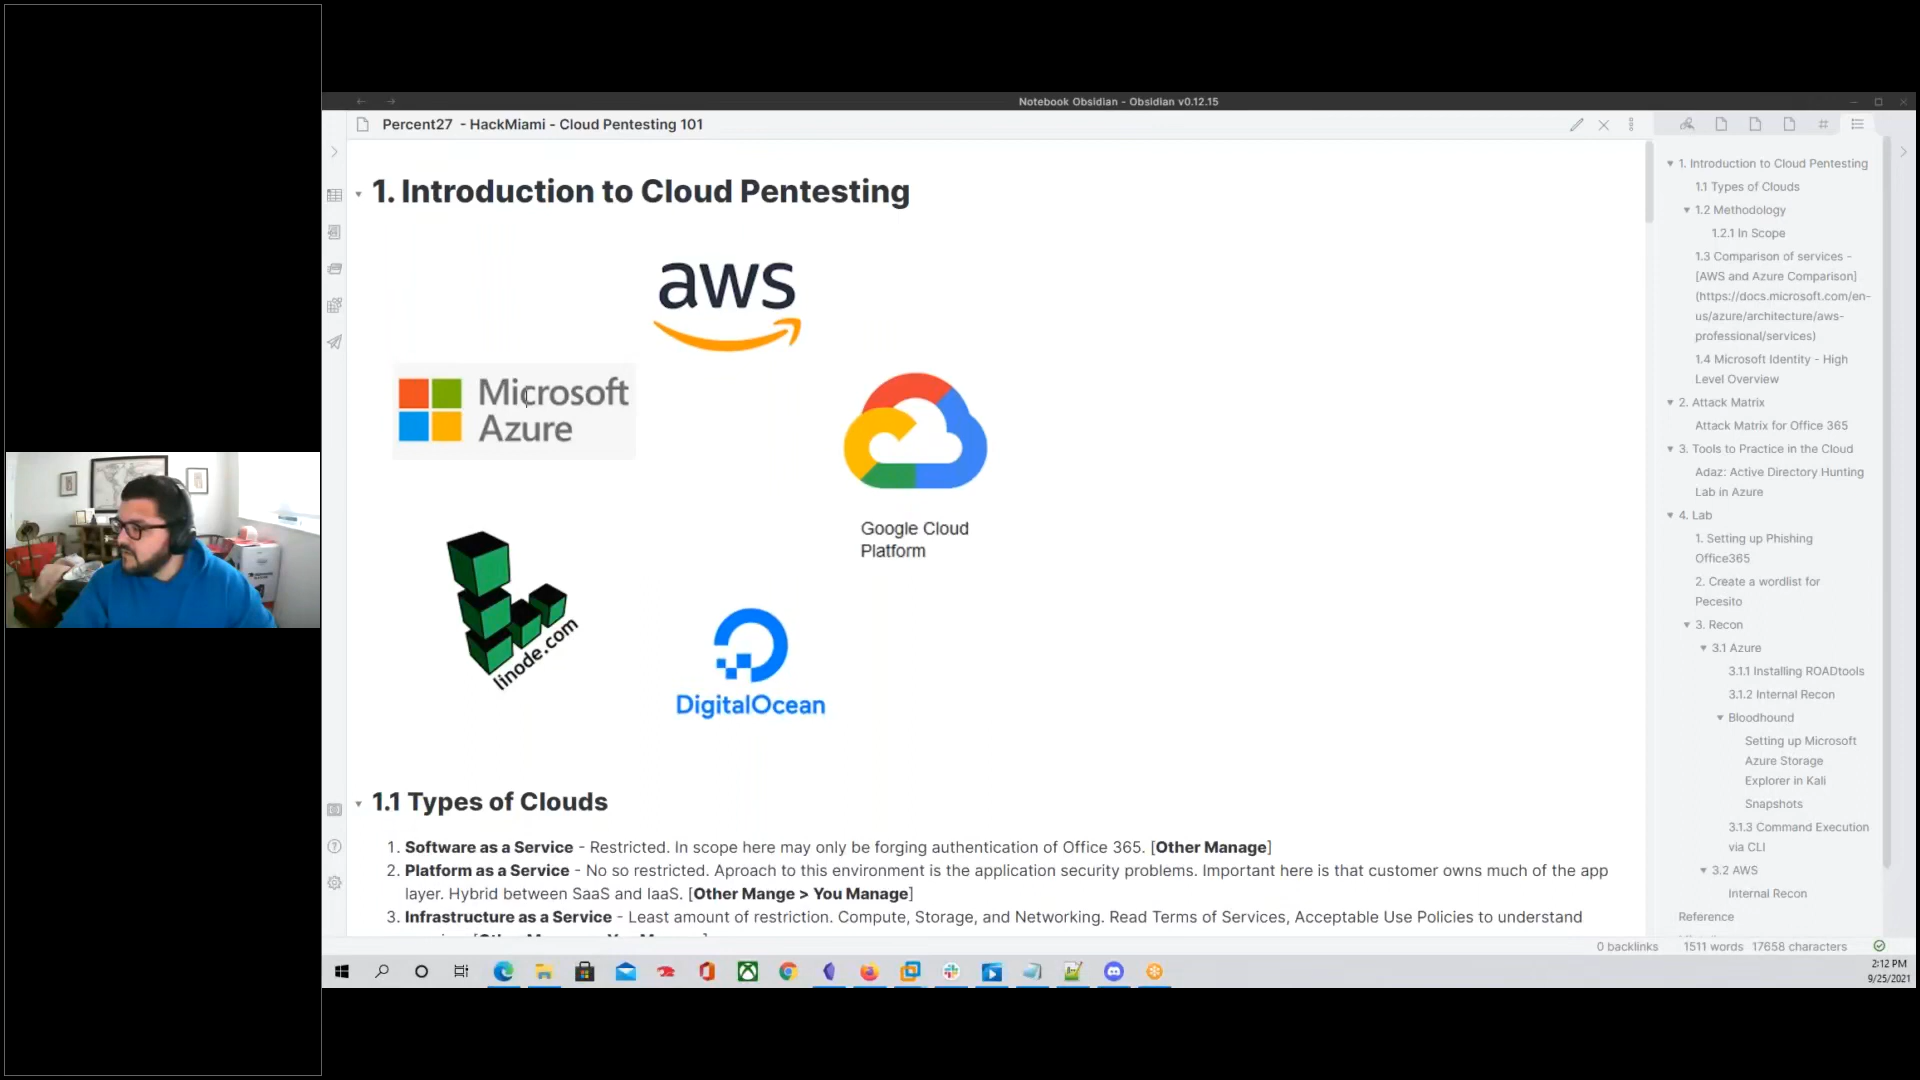 Notebook Obsidian - Obsidian v0.12.15
Percent27 - HackMiami - Cloud Pentesting 101
1. Introduction to Cloud Pentesting
aws
Microsoft
Azure
Google Cloud
Platform
linode.com
DigitalOcean
1.1 Types of Clouds
1. Software as a Service - Restricted. In scope here may only be forging authentication of Office 365. [Other Manage]
2. Platform as a Service - No so restricted. Aproach to this environment is the application security problems. Important here is that customer owns much of the app
layer. Hybrid between SaaS and IaaS. [Other Mange > You Manage]
3. Infrastructure as a Service - Least amount of restriction. Compute, Storage, and Networking. Read Terms of Services, Acceptable Use Policies to understand
1. Introduction to Cloud Pentesting
1.1 Types of Clouds
1.2 Methodology
1.2.1 In Scope
1.3 Comparison of services -
[AWS and Azure Comparison]
(https://docs.microsoft.com/en-
us/azure/architecture/aws-
professional/services)
1.4 Microsoft Identity - High
Level Overview
2. Attack Matrix
Attack Matrix for Office 365
3. Tools to Practice in the Cloud
Adaz: Active Directory Hunting
Lab in Azure
4. Lab
1. Setting up Phishing
Office365
2. Create a wordlist for
Pecesito
3. Recon
3.1 Azure
3.1.1 Installing ROADtools
3.1.2 Internal Recon
Bloodhound
Setting up Microsoft
Azure Storage
Explorer in Kali
Snapshots
3.1.3 Command Execution
via CLI
3.2 AWS
Internal Recon
Reference
0 backlinks 1511 words 17658 characters
2:12 PM
9/25/2021